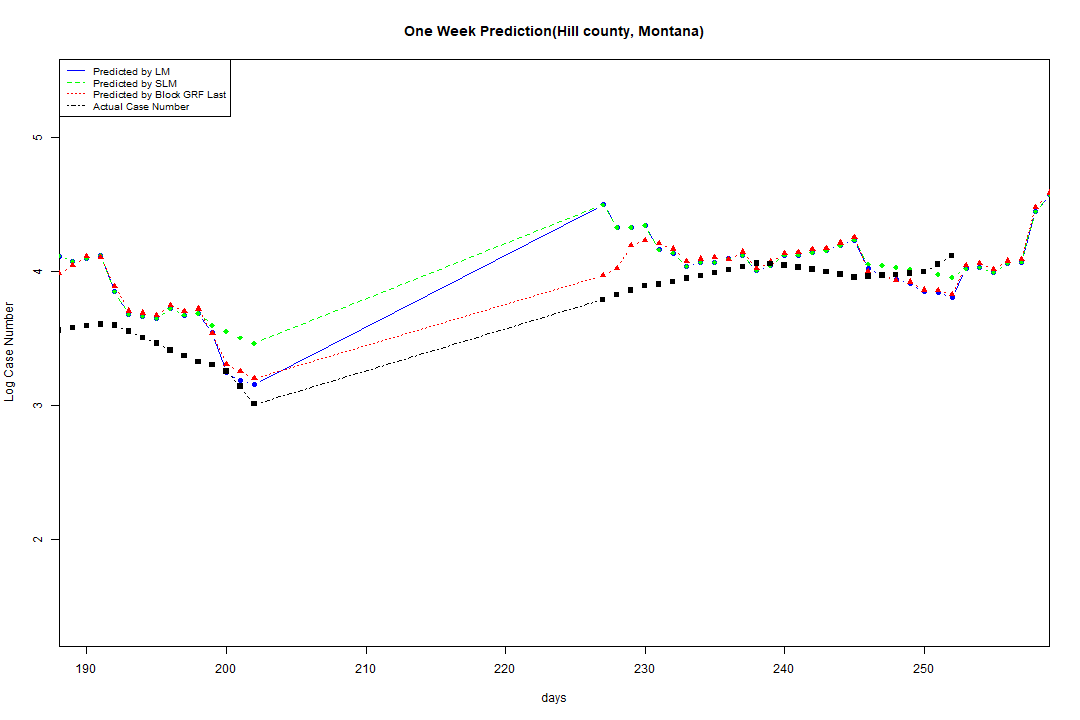 One Week Prediction(Hill county, Montana)
Predicted by LM
Predicted by SLM
Predicted by Block GRF Last
Actual Case Number
5
4
3
2
Log Case Number
190 200 210 220 230 240 250
days